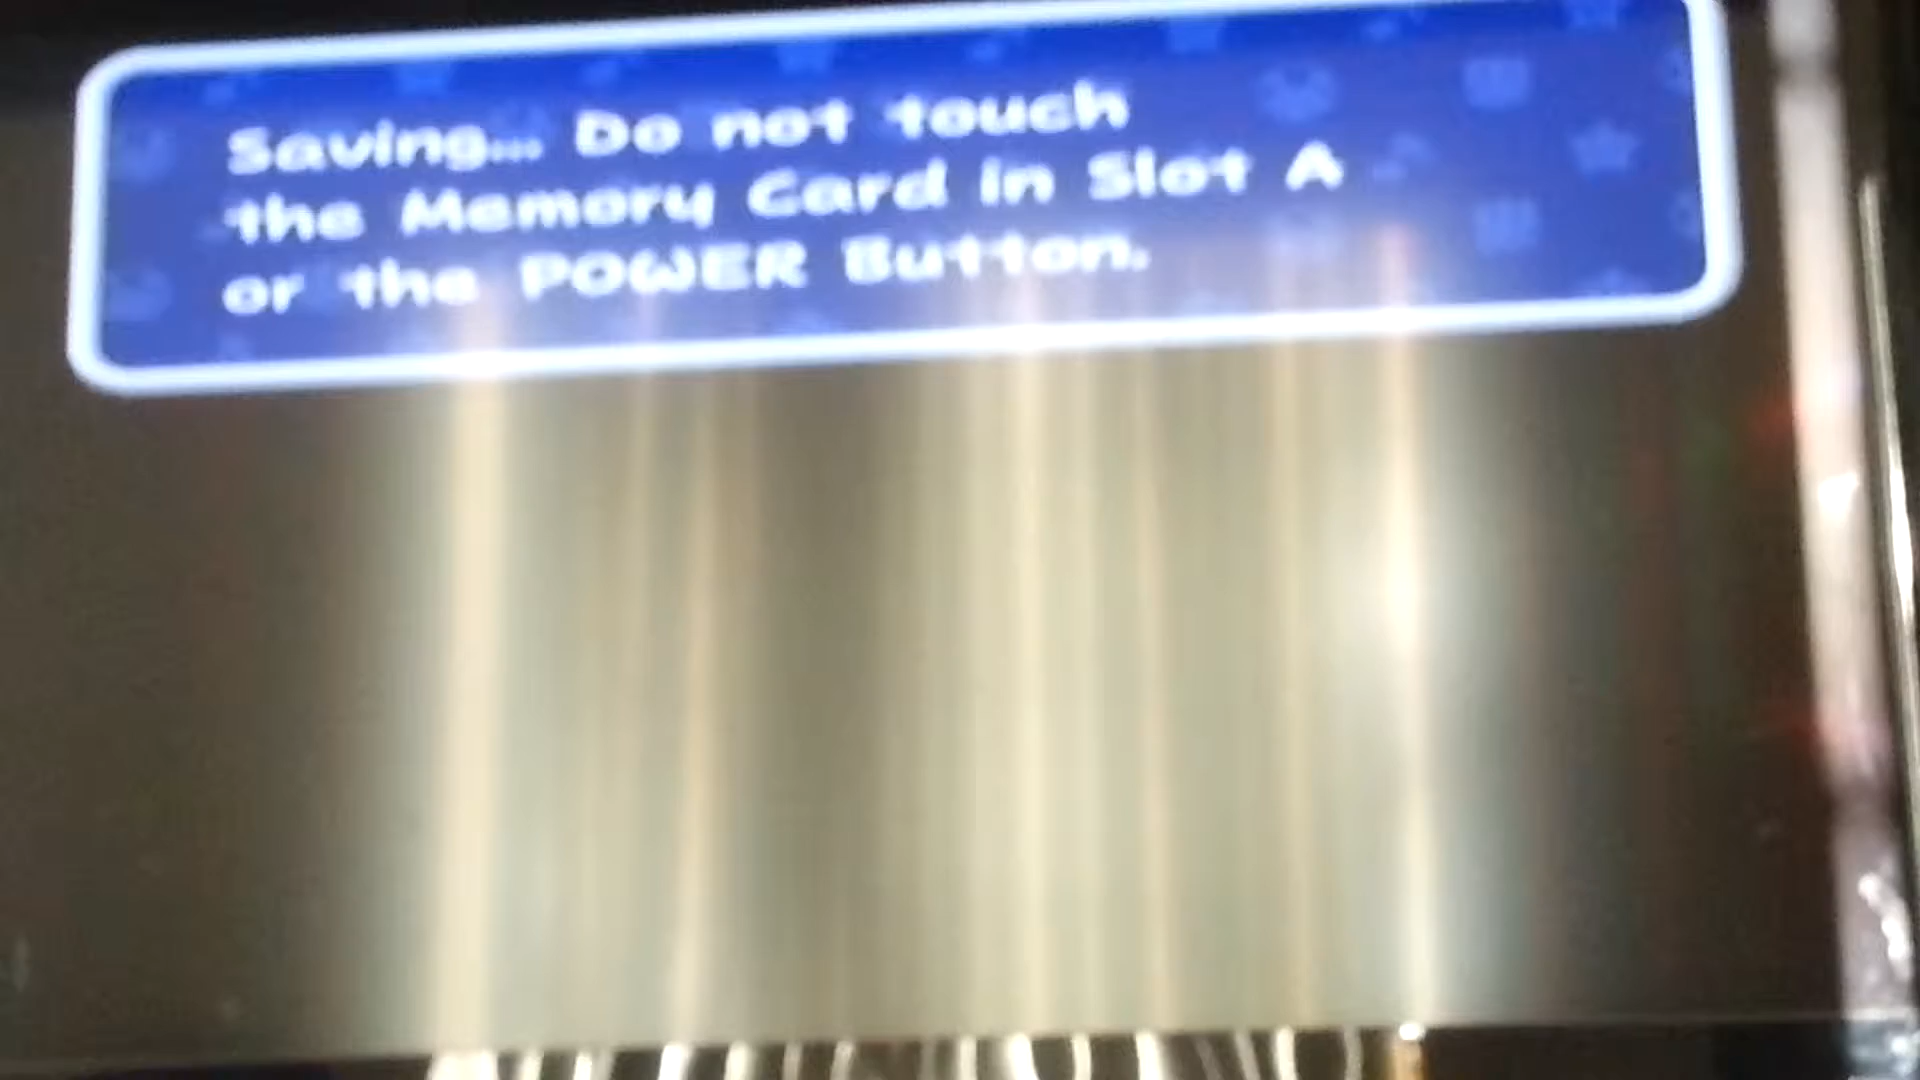 Saving... Do not touch
the Memory Card in Slot A
or the POWER Button.